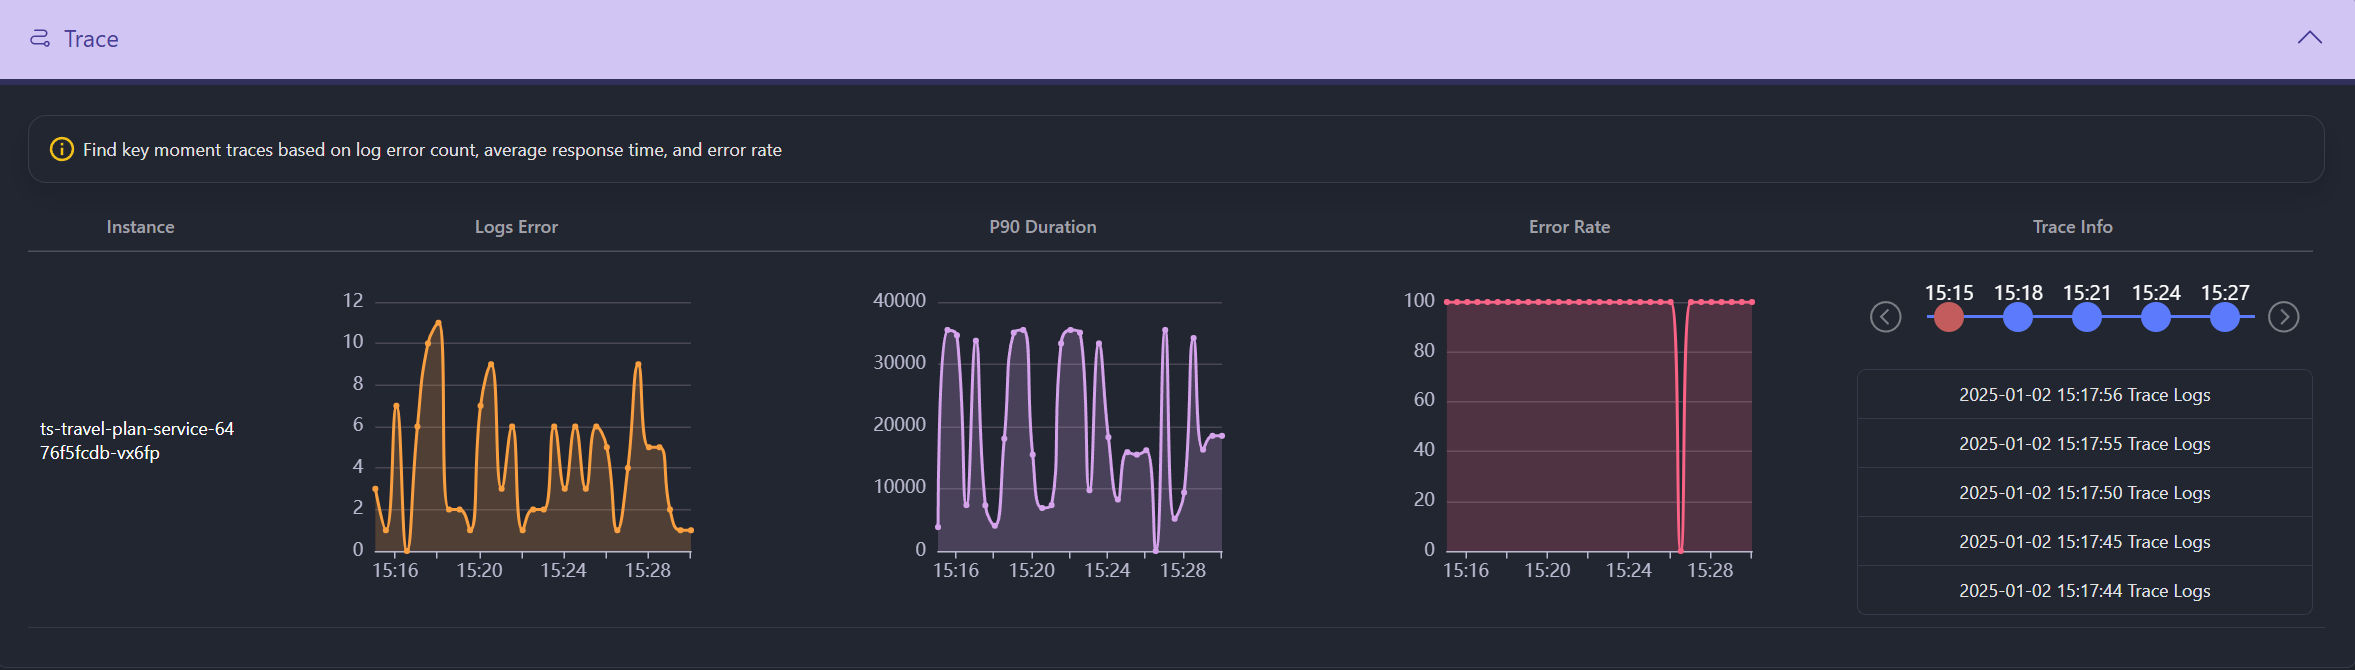 Trace
Find key moment traces based on log error count, average response time, and error rate
Instance
Logs Error
P90 Duration
Error Rate
Trace Info
ts-travel-plan-service-64
76f5fcdb-vx6fp
12
10
8
6
4
2
0
15:16 15:20 15:24 15:28
40000
30000
20000
10000
0
15:16 15:20 15:24 15:28
100
80
60
40
20
0
15:16 15:20 15:24 15:28
15:15 15:18 15:21 15:24 15:27
2025-01-02 15:17:56 Trace Logs
2025-01-02 15:17:55 Trace Logs
2025-01-02 15:17:50 Trace Logs
2025-01-02 15:17:45 Trace Logs
2025-01-02 15:17:44 Trace Logs